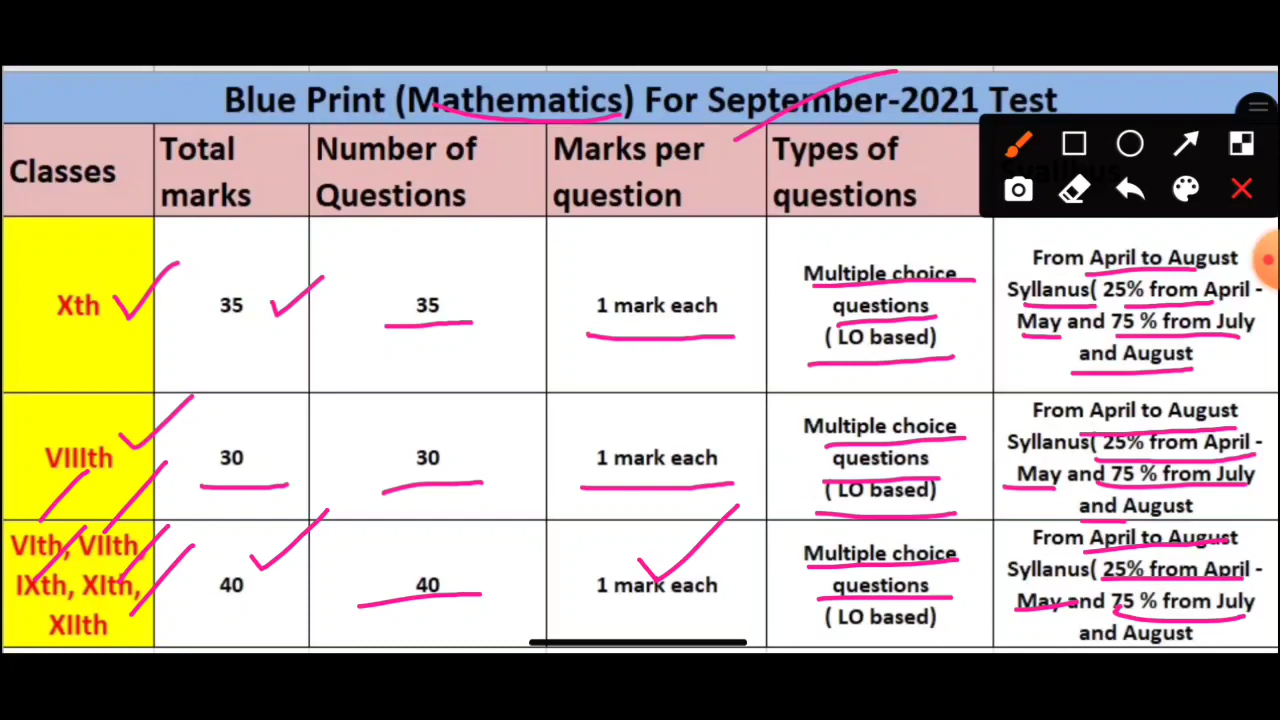 Blue Print (Mathematics) For September-2021 Test
Classes
Total
marks
Number of
Questions
Marks per
question
Types of
questions
Xth
35
35
1 mark each
Multiple choice
questions
( LO based)
From April to August
Syllanus( 25% from April -
May and 75 % from July
and August
VIIIth
30
30
1 mark each
Multiple choice
questions
( LO based)
From April to August
Syllanus( 25% from April -
May and 75 % from July
and August
VIth, VIIth,
IXth, XIth,
XIIth
40
40
1 mark each
Multiple choice
questions
( LO based)
From April to August
Syllanus( 25% from April -
May and 75 % from July
and August